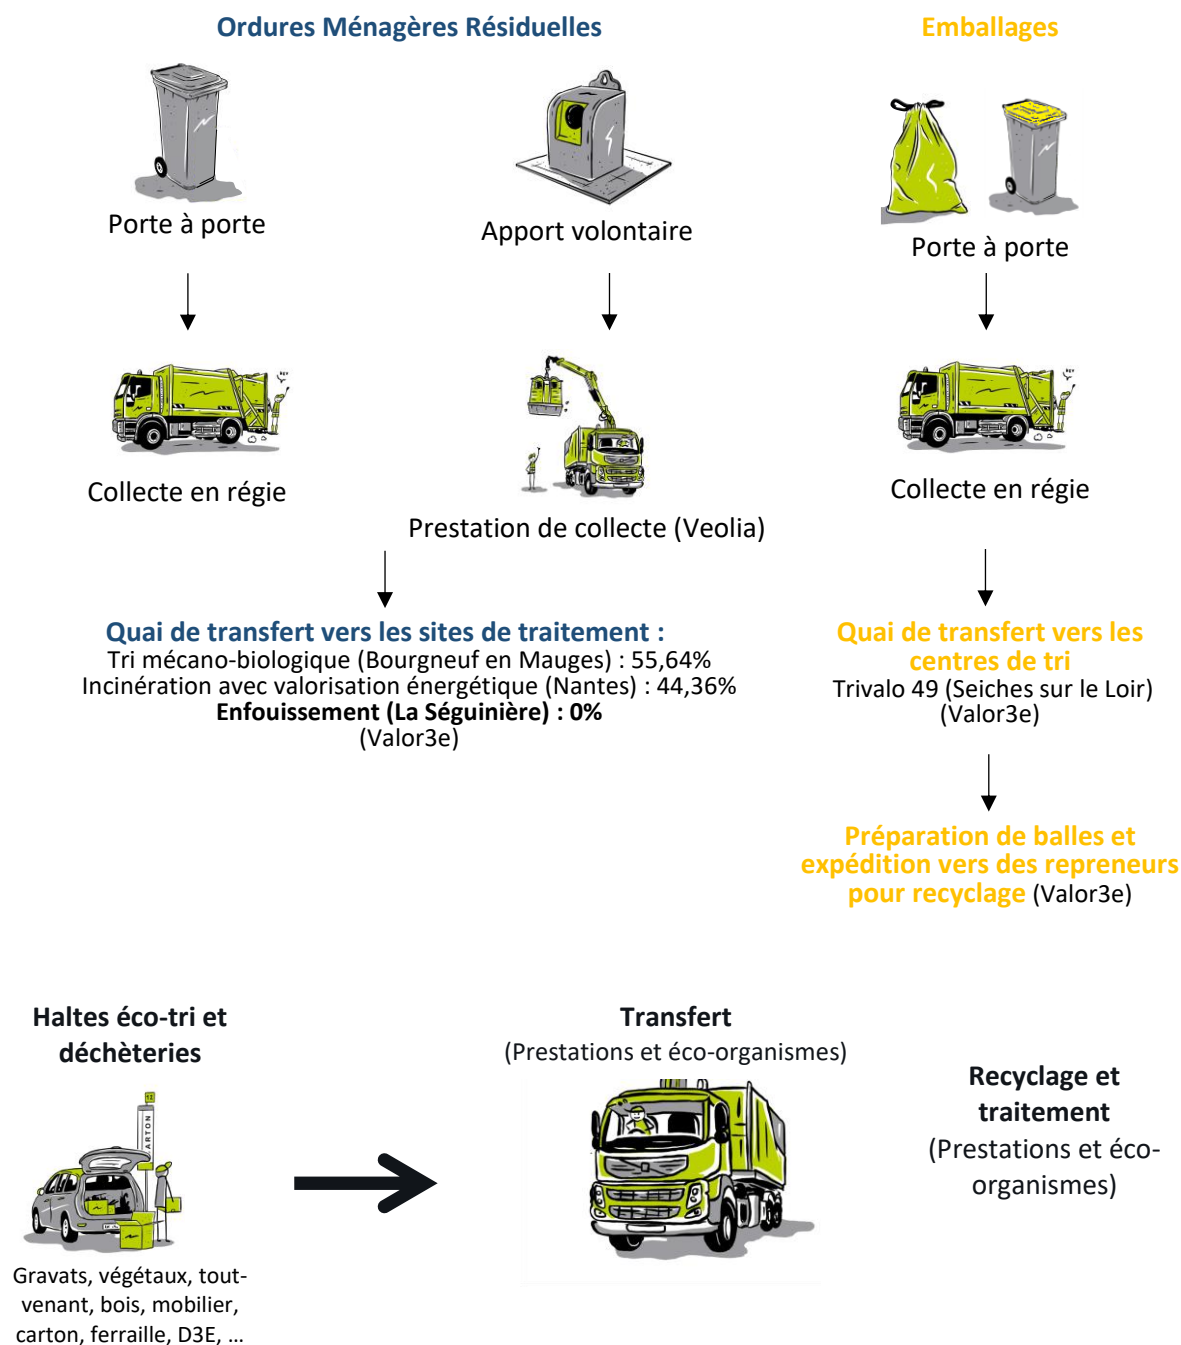 Ordures Ménagères Résiduelles
Porte à porte
Apport volontaire
Collecte en régie
Prestation de collecte (Veolia)
Quai de transfert vers les sites de traitement :
Tri mécano-biologique (Bourgneuf en Mauges) : 55,64%
Incinération avec valorisation énergétique (Nantes) : 44,36%
Enfouissement (La Séguinière) : 0%
(Valor3e)
Emballages
Porte à porte
Collecte en régie
Quai de transfert vers les
centres de tri
Trivalo 49 (Seiches sur le Loir)
(Valor3e)
Préparation de balles et
expédition vers des repreneurs
pour recyclage (Valor3e)
Haltes éco-tri et
déchèteries
12
CARTON
Gravats, végétaux, tout-
venant, bois, mobilier,
carton, ferraille, D3E, ...
Transfert
(Prestations et éco-organismes)
Recyclage et
traitement
(Prestations et éco-
organismes)